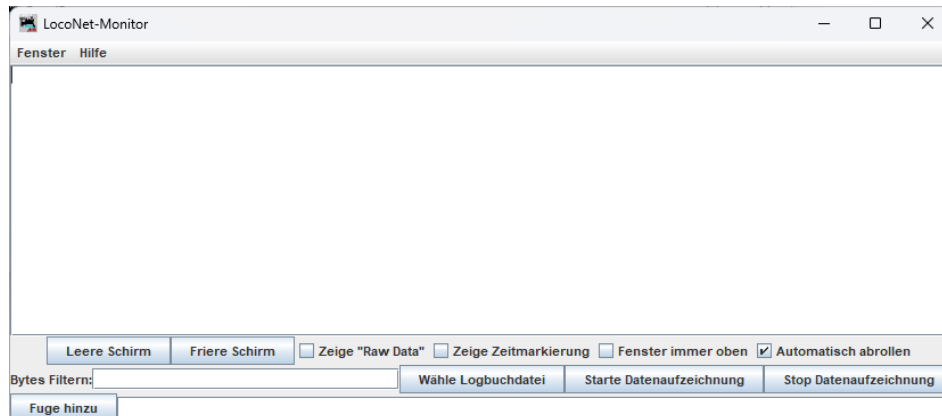 LocoNet-Monitor
Fenster Hilfe
Leere Schirm Friere Schirm Zeige "Raw Data" Zeige Zeitmarkierung Fenster immer oben Automatisch abrollen
Bytes Filtern: Wähle Logbuchdatei Starte Datenaufzeichnung Stop Datenaufzeichnung
Fuge hinzu